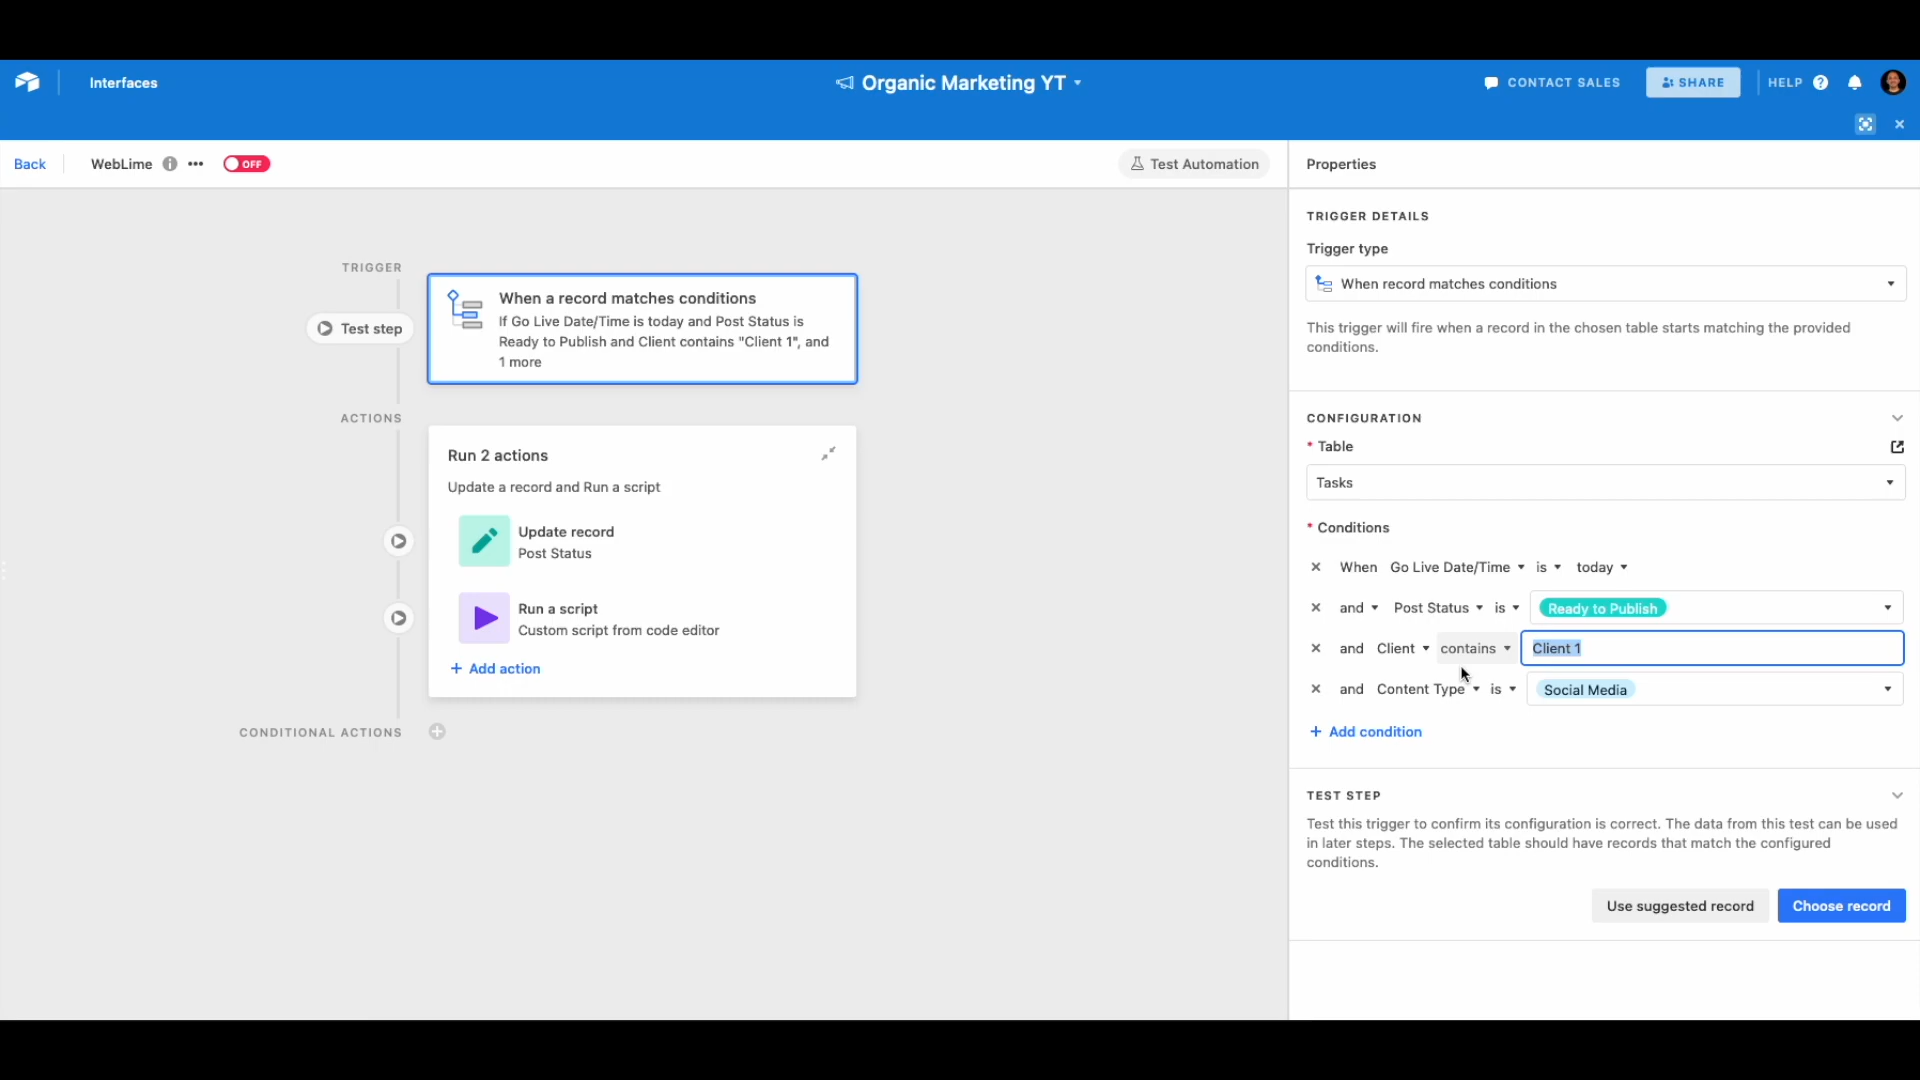 Interfaces
Organic Marketing YT
CONTACT SALES
SHARE
HELP
Back
WebLime
OFF
Test Automation
Properties
TRIGGER
Test step
When a record matches conditions
If Go Live Date/Time is today and Post Status is
Ready to Publish and Client contains "Client 1", and
1 more
ACTIONS
Run 2 actions
Update a record and Run a script
Update record
Post Status
Run a script
Custom script from code editor
+ Add action
CONDITIONAL ACTIONS
TRIGGER DETAILS
Trigger type
When record matches conditions
This trigger will fire when a record in the chosen table starts matching the provided
conditions.
CONFIGURATION
* Table
Tasks
* Conditions
When Go Live Date/Time is today
and Post Status is Ready to Publish
and Client contains Client 1
and Content Type is Social Media
+ Add condition
TEST STEP
Test this trigger to confirm its configuration is correct. The data from this test can be used
in later steps. The selected table should have records that match the configured
conditions.
Use suggested record
Choose record